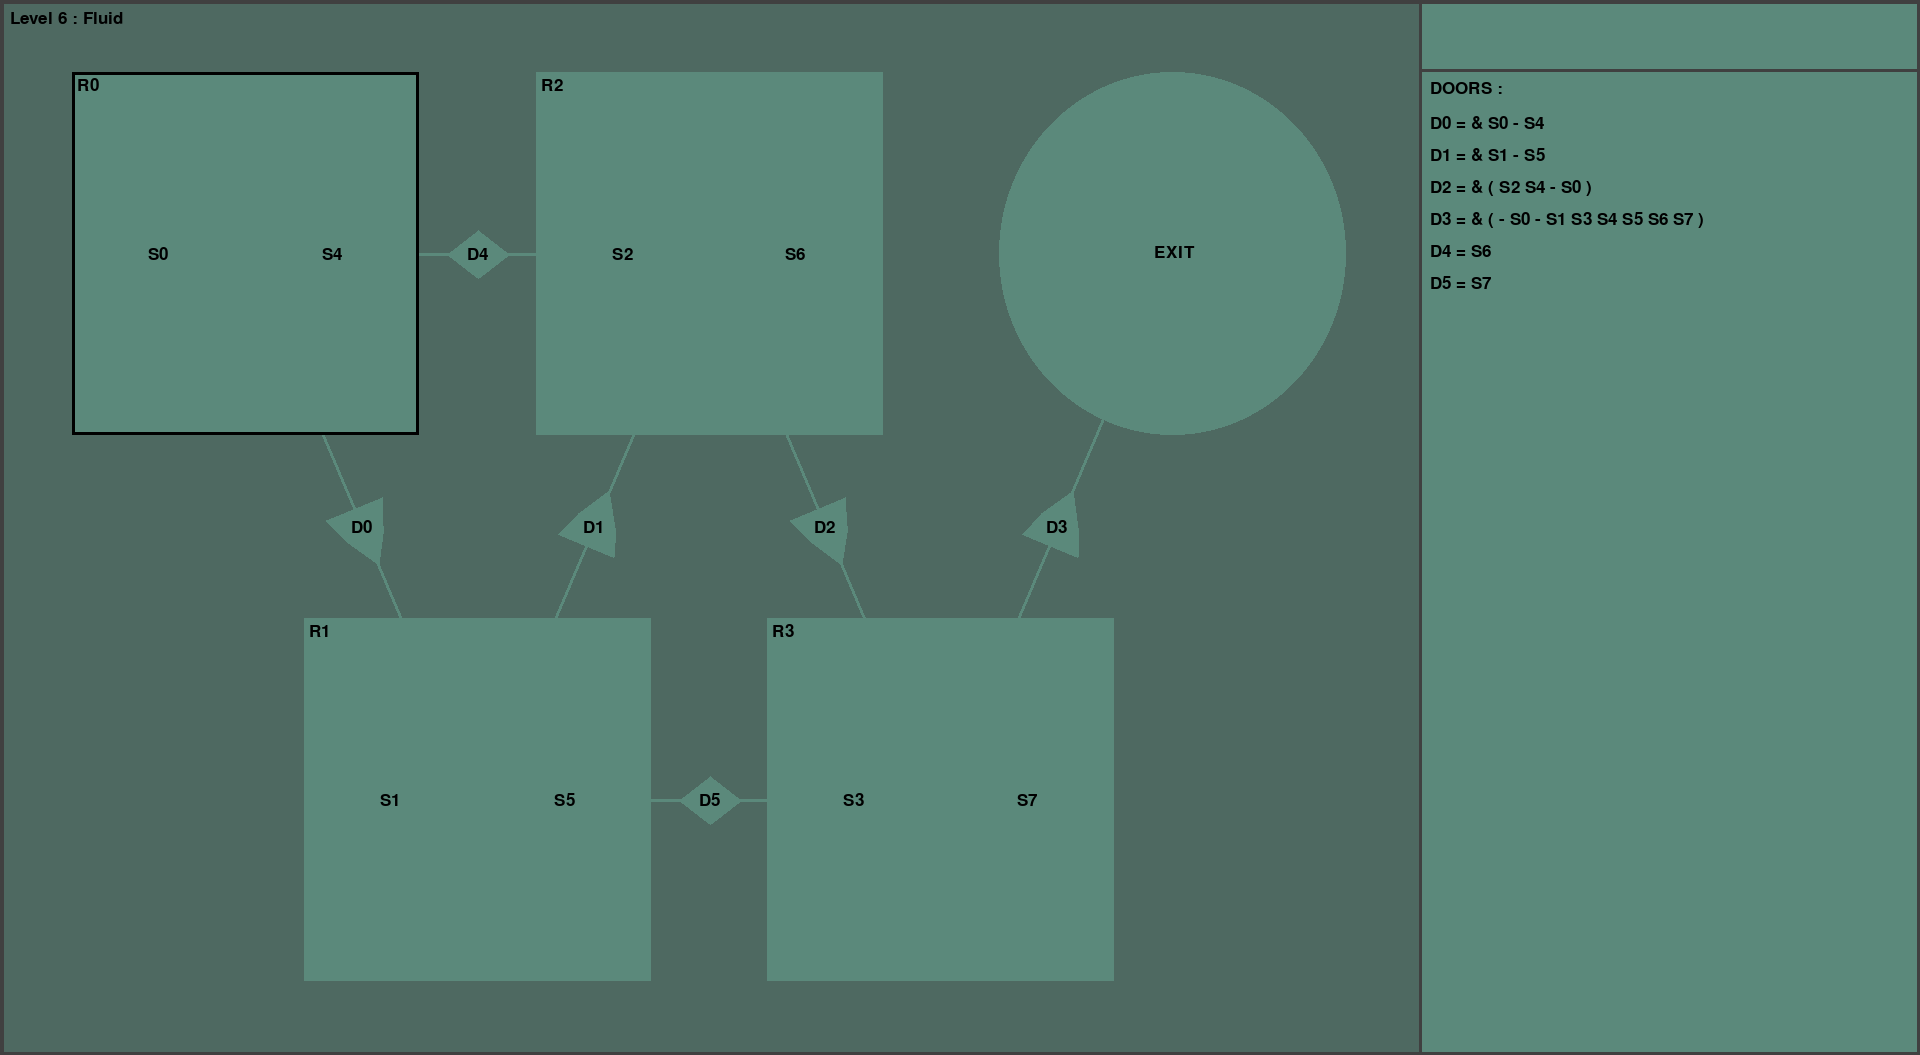 Level 6 : Fluid
R0
R2
S0
S4
D4
S2
S6
EXIT
D0
D1
D2
D3
R1
R3
S1
S5
D5
S3
S7
DOORS :
D0 = & S0 - S4
D1 = & S1 - S5
D2 = & ( S2 S4 - S0 )
D3 = & ( - S0 - S1 S3 S4 S5 S6 S7 )
D4 = S6
D5 = S7